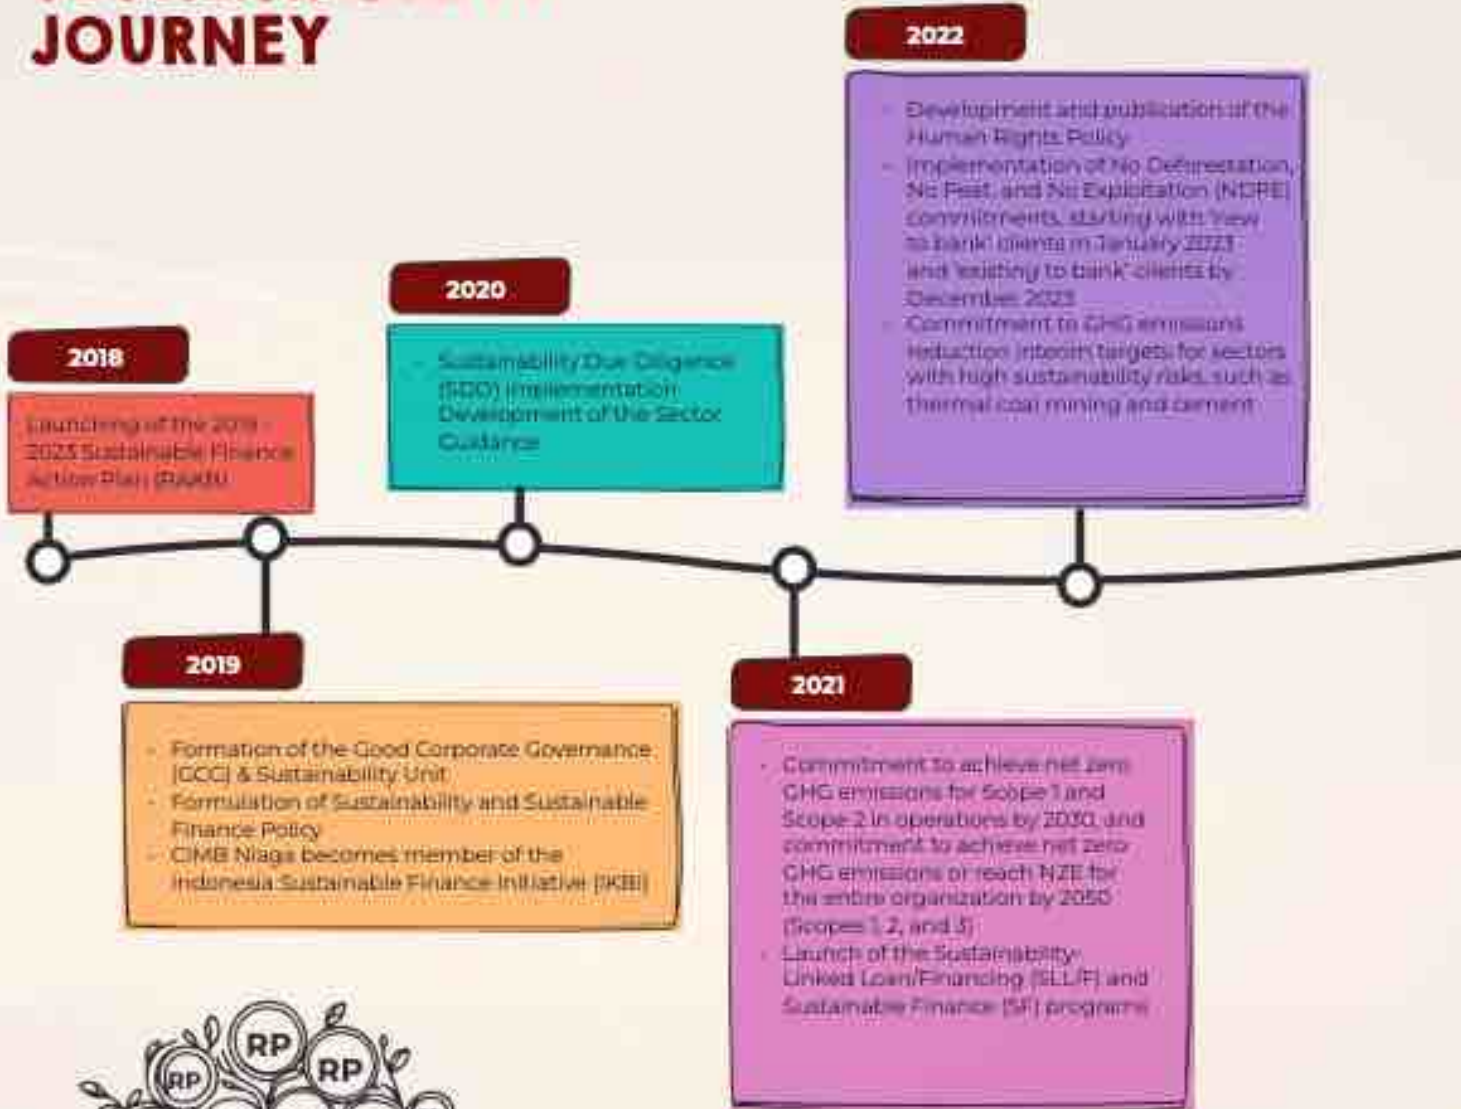 JOURNEY
2018
Launching of the 2019 -
2023 Sustainable Finance
Action Plan (RAKB)
2019
- Formation of the Good Corporate Governance
(GCG) & Sustainability Unit
- Formulation of Sustainability and Sustainable
Finance Policy
- CIMB Niaga becomes member of the
Indonesia Sustainable Finance Initiative (IKBI)
2020
- Sustainability Due Diligence
(SDD) Implementation
Development of the Sector
Guidance
2021
- Commitment to achieve net zero
GHG emissions for Scope 1 and
Scope 2 in operations by 2030, and
commitment to achieve net zero
GHG emissions or reach NZE for
the entire organization by 2050
(Scopes 1, 2, and 3)
- Launch of the Sustainability-
Linked Loan/Financing (SLL/F) and
Sustainable Finance (SF) programs
2022
- Development and publication of the
Human Rights Policy
- Implementation of No Deforestation,
No Peat, and No Exploitation (NDPE)
commitments, starting with 'new
to bank' clients in January 2023
and 'existing to bank' clients by
December 2023
- Commitment to GHG emissions
reduction interim targets for sectors
with high sustainability risks, such as
thermal coal mining and cement
RP
RP
RP